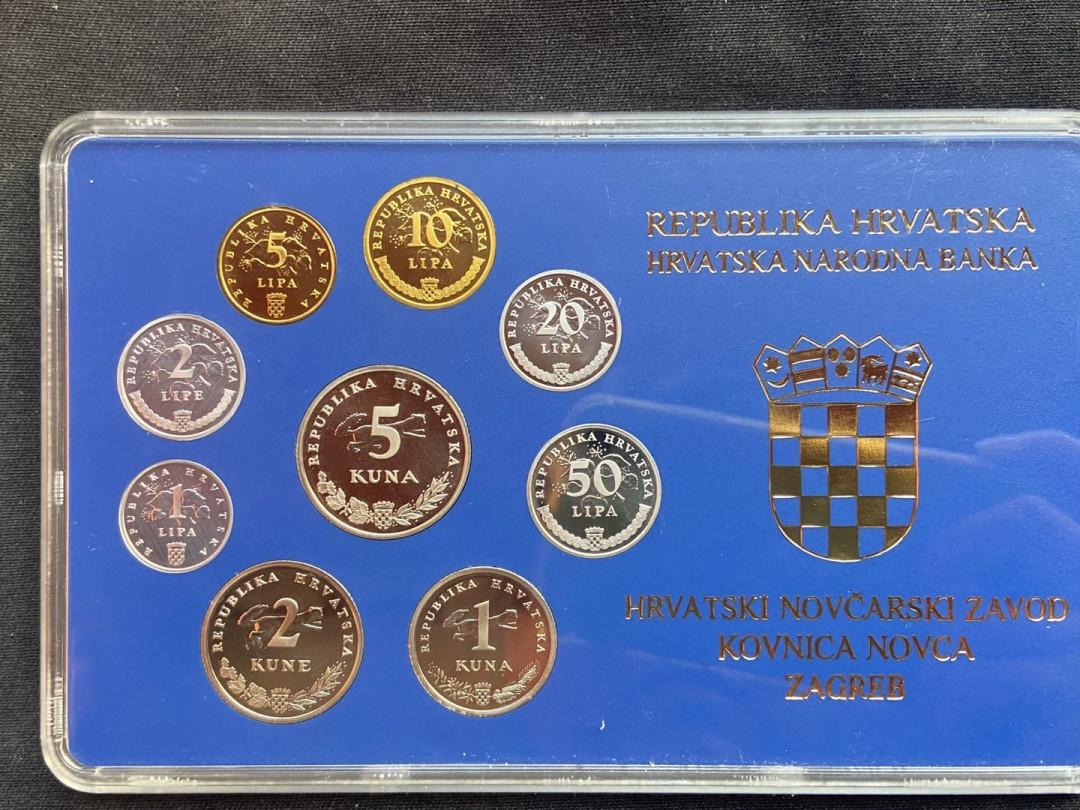 REPUBLIKA HRVATSKA
5
LIPA
REPUBLIKA HRVATSKA
10
LIPA
REPUBLIKA HRVATSKA
20
LIPA
REPUBLIKA HRVATSKA
2
LIPE
REPUBLIKA HRVATSKA
5
KUNA
REPUBLIKA HRVATSKA
50
LIPA
REPUBLIKA HRVATSKA
1
LIPA
REPUBLIKA HRVATSKA
2
KUNE
REPUBLIKA HRVATSKA
1
KUNA
REPUBLIKA HRVATSKA
HRVATSKA NARODNA BANKA
HRVATSKI NOVČARSKI ZAVOD
KOVNICA NOVCA
ZAGREB